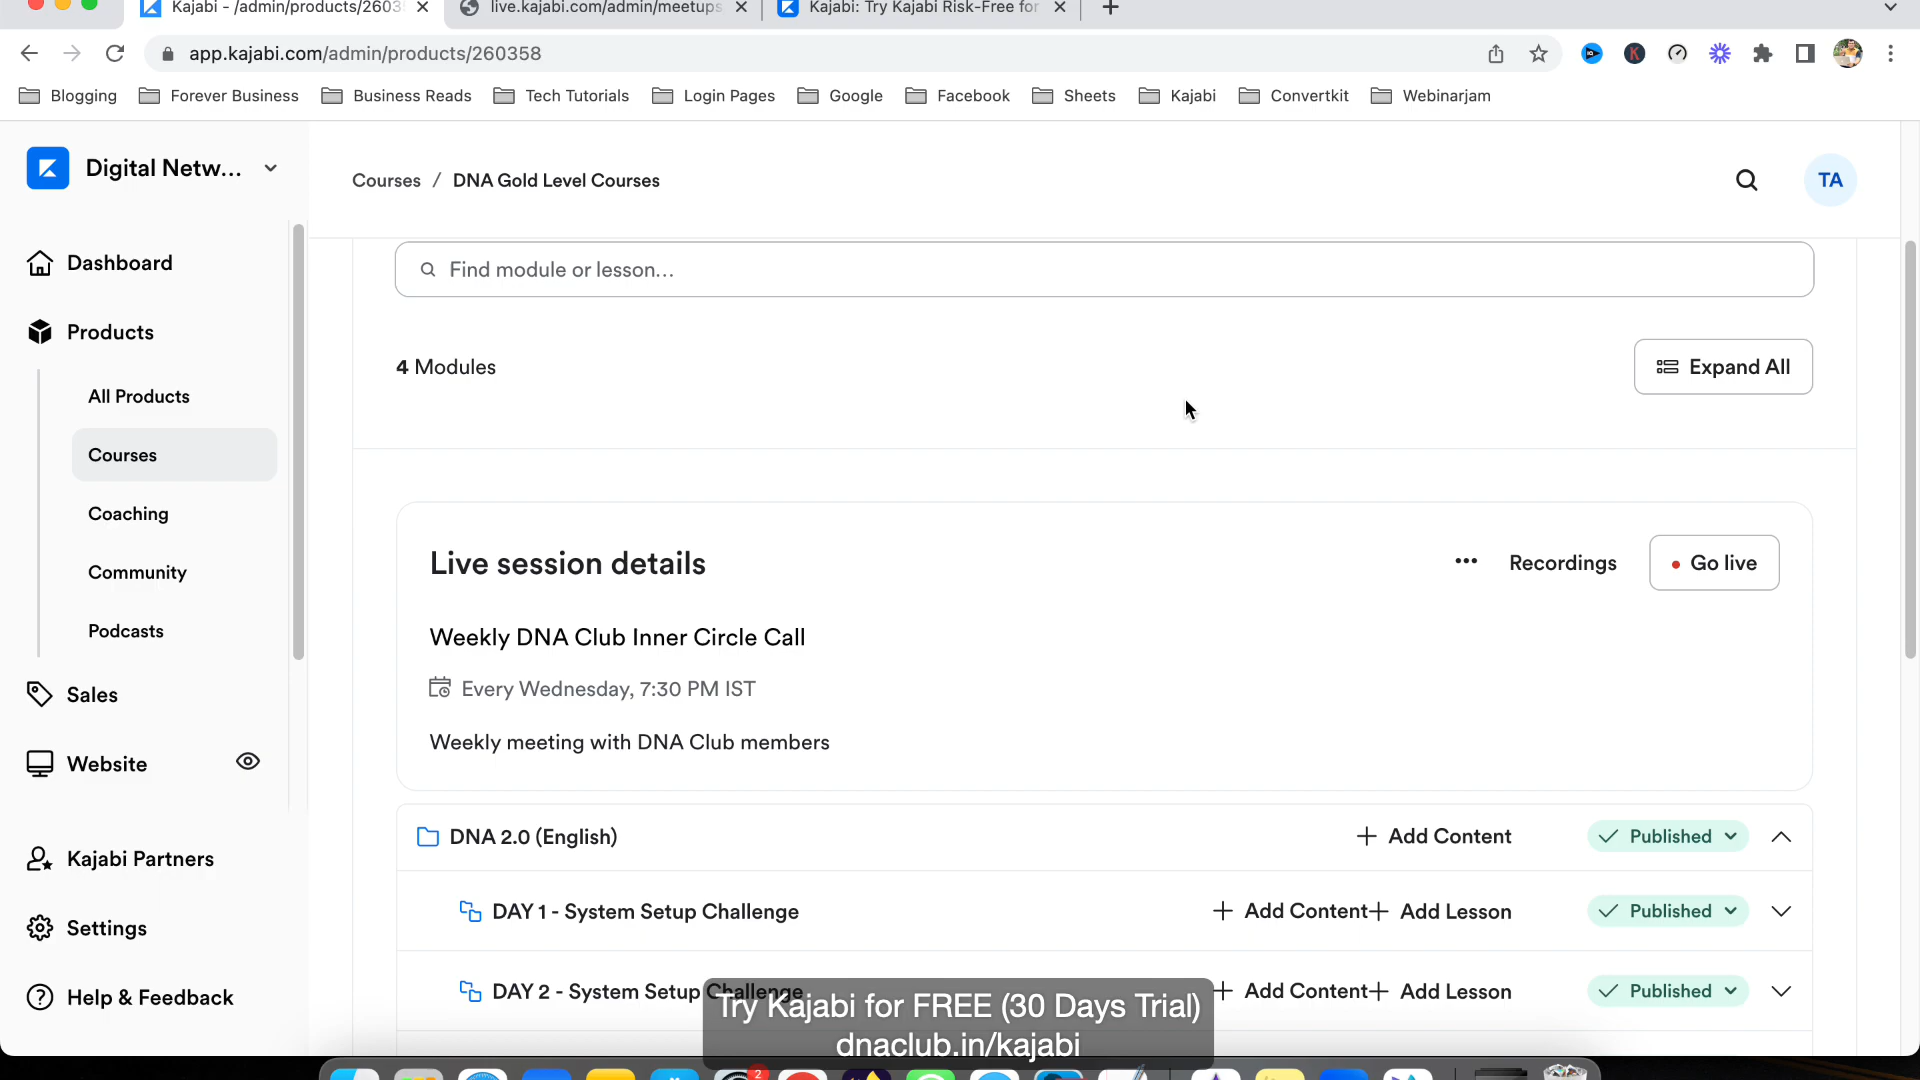 Kajabi - /admin/products/2603
live.kajabi.com/admin/meetups
Kajabi: Try Kajabi Risk-Free for
app.kajabi.com/admin/products/260358
Blogging
Forever Business
Business Reads
Tech Tutorials
Login Pages
Google
Facebook
Sheets
Kajabi
Convertkit
Webinarjam
Digital Netw...
Courses / DNA Gold Level Courses
TA
Dashboard
Products
All Products
Courses
Coaching
Community
Podcasts
Sales
Website
Kajabi Partners
Settings
Help & Feedback
Find module or lesson...
4 Modules
Expand All
Live session details
••• Recordings
Go live
Weekly DNA Club Inner Circle Call
Every Wednesday, 7:30 PM IST
Weekly meeting with DNA Club members
DNA 2.0 (English)
+ Add Content
Published
DAY 1 - System Setup Challenge
+ Add Content + Add Lesson
Published
DAY 2 - System Setup Challenge
+ Add Content + Add Lesson
Published
Try Kajabi for FREE (30 Days Trial)
dnaclub.in/kajabi
2